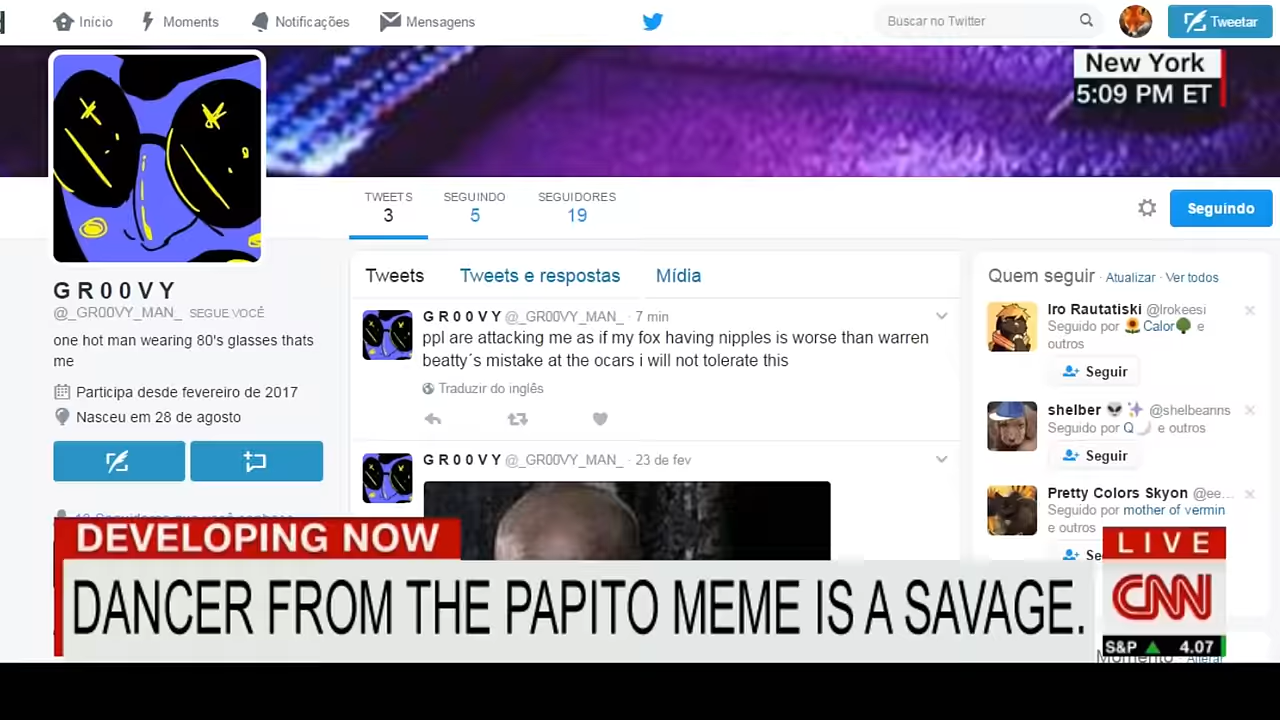 Início
Moments
Notificações
Mensagens
Buscar no Twitter
Tweetar
New York
5:09 PM ET
TWEETS
3
SEGUINDO
5
SEGUIDORES
19
Seguindo
G R 0 0 V Y
@_GR00VY_MAN_ SEGUE VOCÊ
one hot man wearing 80's glasses thats
me
Participa desde fevereiro de 2017
Nasceu em 28 de agosto
Tweets
Tweets e respostas
Mídia
G R 0 0 V Y @_GR00VY_MAN_ · 7 min
ppl are attacking me as if my fox having nipples is worse than warren
beatty´s mistake at the ocars i will not tolerate this
Traduzir do inglês
G R 0 0 V Y @_GR00VY_MAN_ · 23 de fev
Quem seguir · Atualizar · Ver todos
Iro Rautatiski @Irokeesi
Seguido por 🌻Calor🌳 e
outros
Seguir
shelber 👽✨ @shelbeanns
Seguido por Q🌙 e outros
Seguir
Pretty Colors Skyon @ee...
Seguido por mother of vermin
e outros
DEVELOPING NOW
DANCER FROM THE PAPITO MEME IS A SAVAGE.
LIVE
CNN
S&P ▲ 4.07